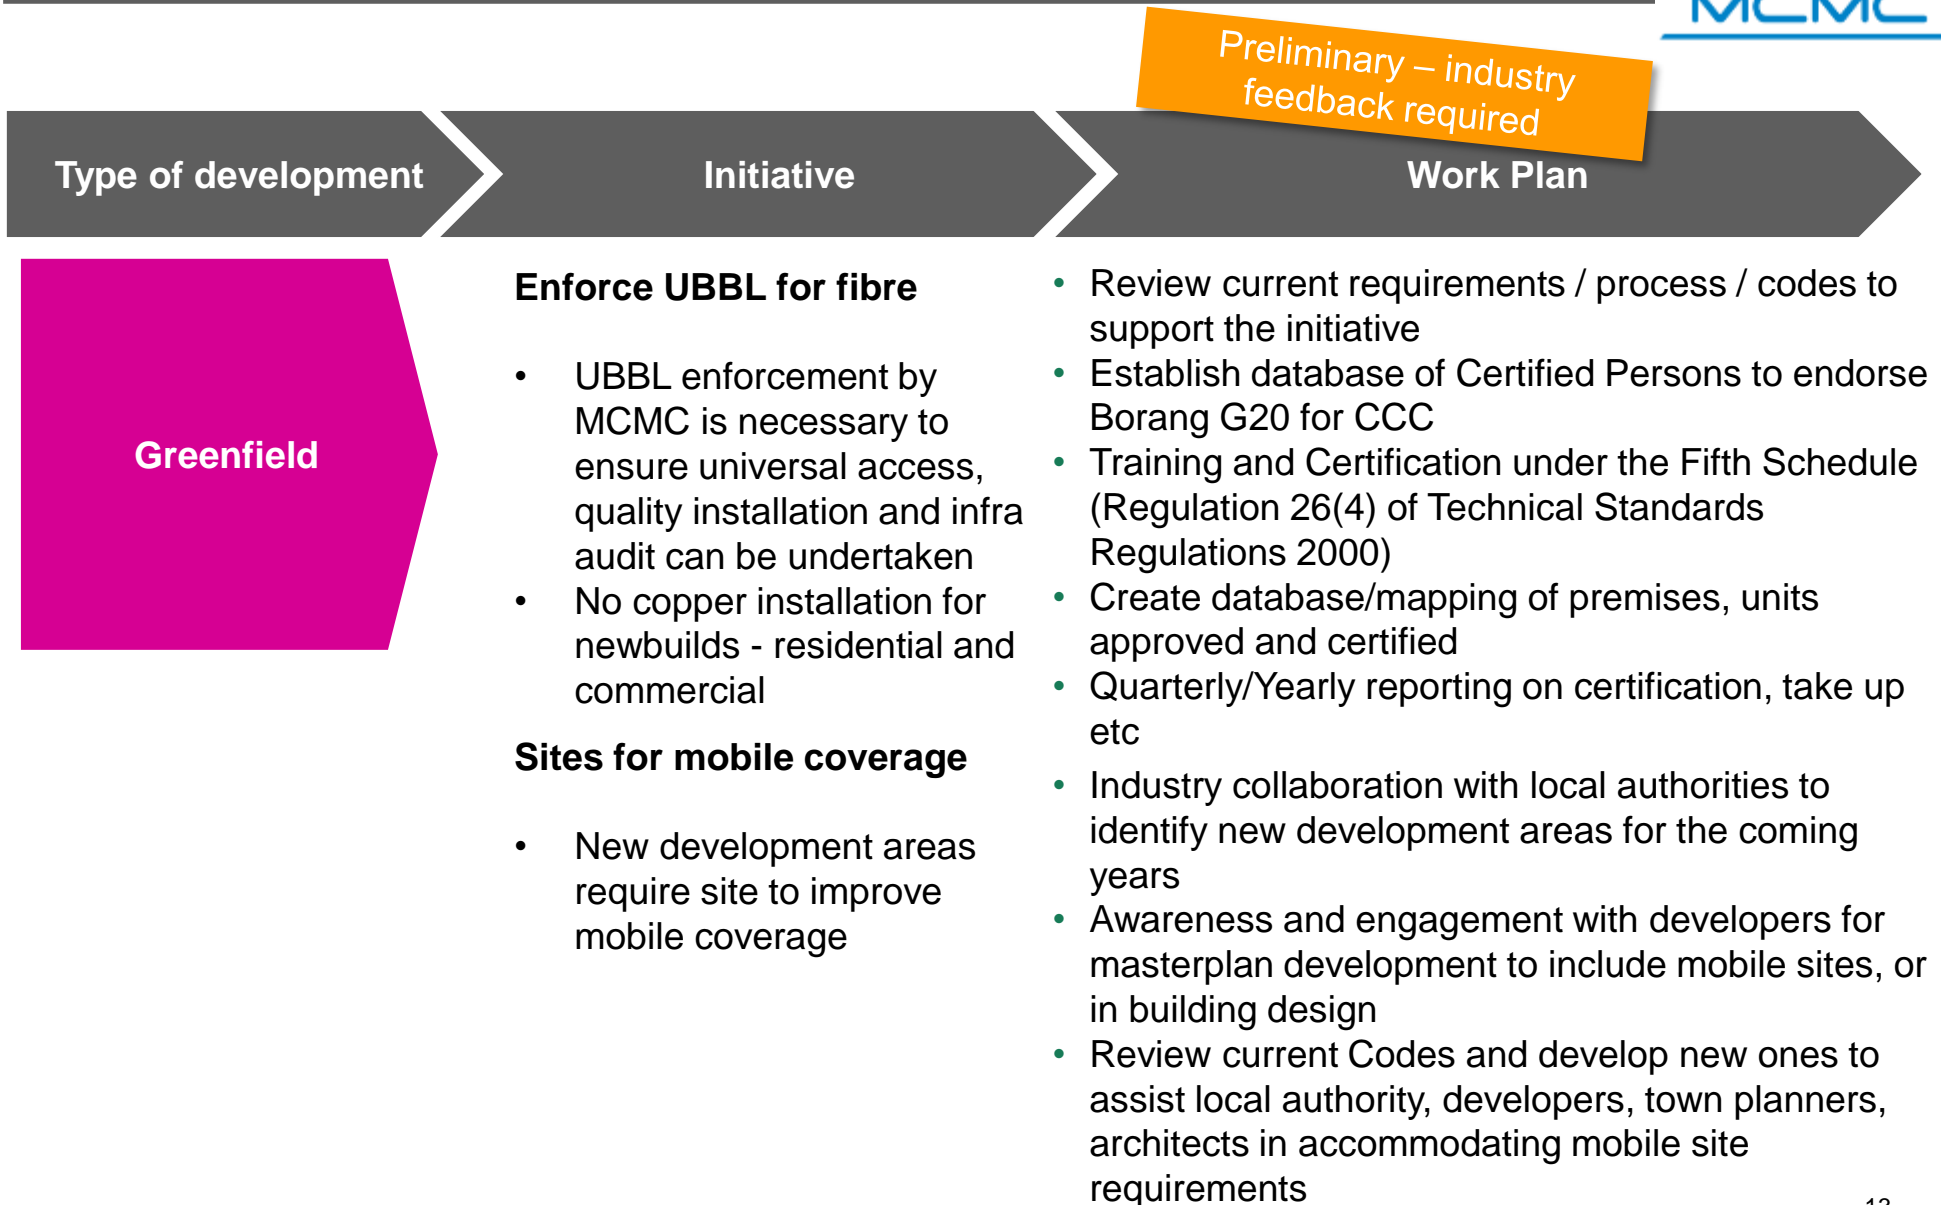 MCMC
Preliminary – industry
feedback required
Type of development
Initiative
Work Plan
Greenfield
Enforce UBBL for fibre
• UBBL enforcement by
MCMC is necessary to
ensure universal access,
quality installation and infra
audit can be undertaken
• No copper installation for
newbuilds - residential and
commercial
Sites for mobile coverage
• New development areas
require site to improve
mobile coverage
• Review current requirements / process / codes to
support the initiative
• Establish database of Certified Persons to endorse
Borang G20 for CCC
• Training and Certification under the Fifth Schedule
(Regulation 26(4) of Technical Standards
Regulations 2000)
• Create database/mapping of premises, units
approved and certified
• Quarterly/Yearly reporting on certification, take up
etc
• Industry collaboration with local authorities to
identify new development areas for the coming
years
• Awareness and engagement with developers for
masterplan development to include mobile sites, or
in building design
• Review current Codes and develop new ones to
assist local authority, developers, town planners,
architects in accommodating mobile site
requirements